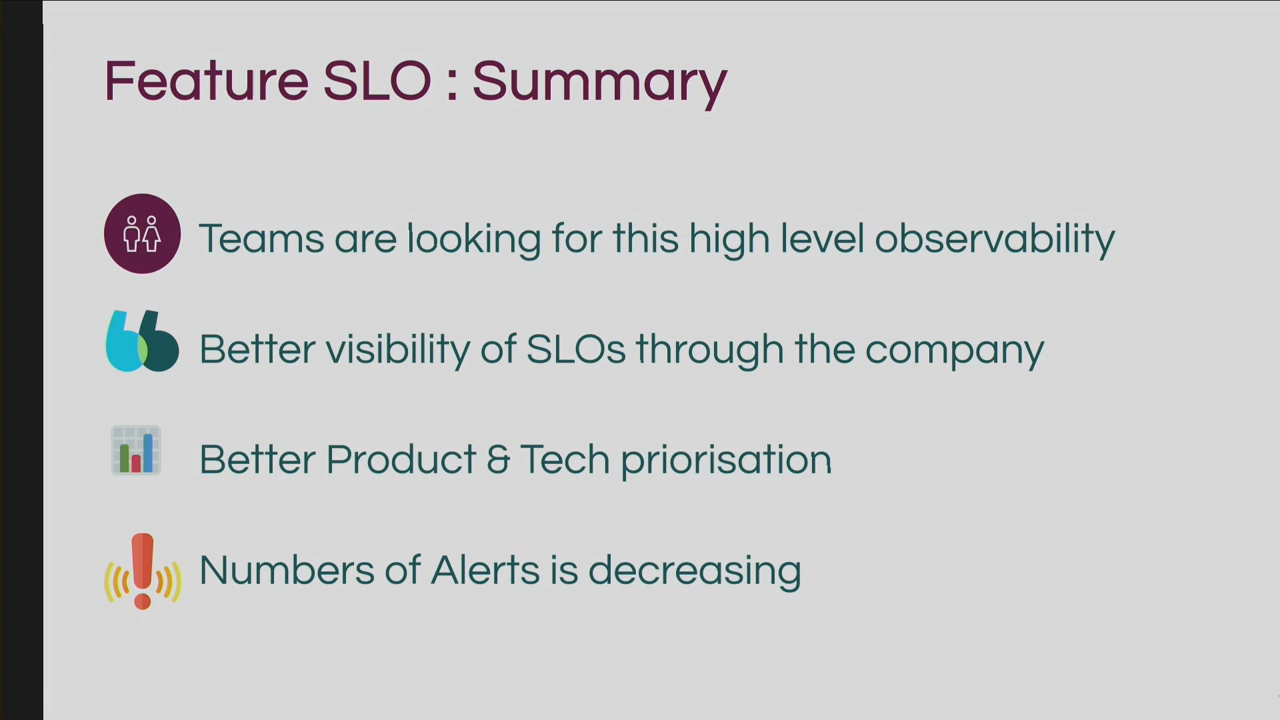 Feature SLO : Summary
Teams are looking for this high level observability
Better visibility of SLOs through the company
Better Product & Tech priorisation
Numbers of Alerts is decreasing